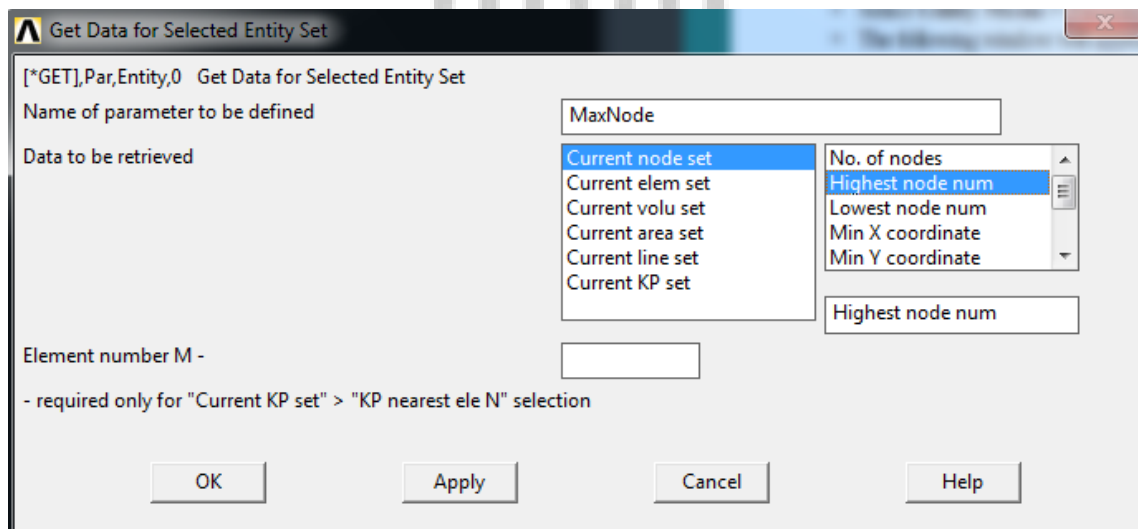 Get Data for Selected Entity Set
[*GET],Par,Entity,0 Get Data for Selected Entity Set
Name of parameter to be defined
MaxNode
Data to be retrieved
Current node set
Current elem set
Current volu set
Current area set
Current line set
Current KP set
No. of nodes
Highest node num
Lowest node num
Min X coordinate
Min Y coordinate
Highest node num
Element number M -
- required only for "Current KP set" > "KP nearest ele N" selection
OK
Apply
Cancel
Help